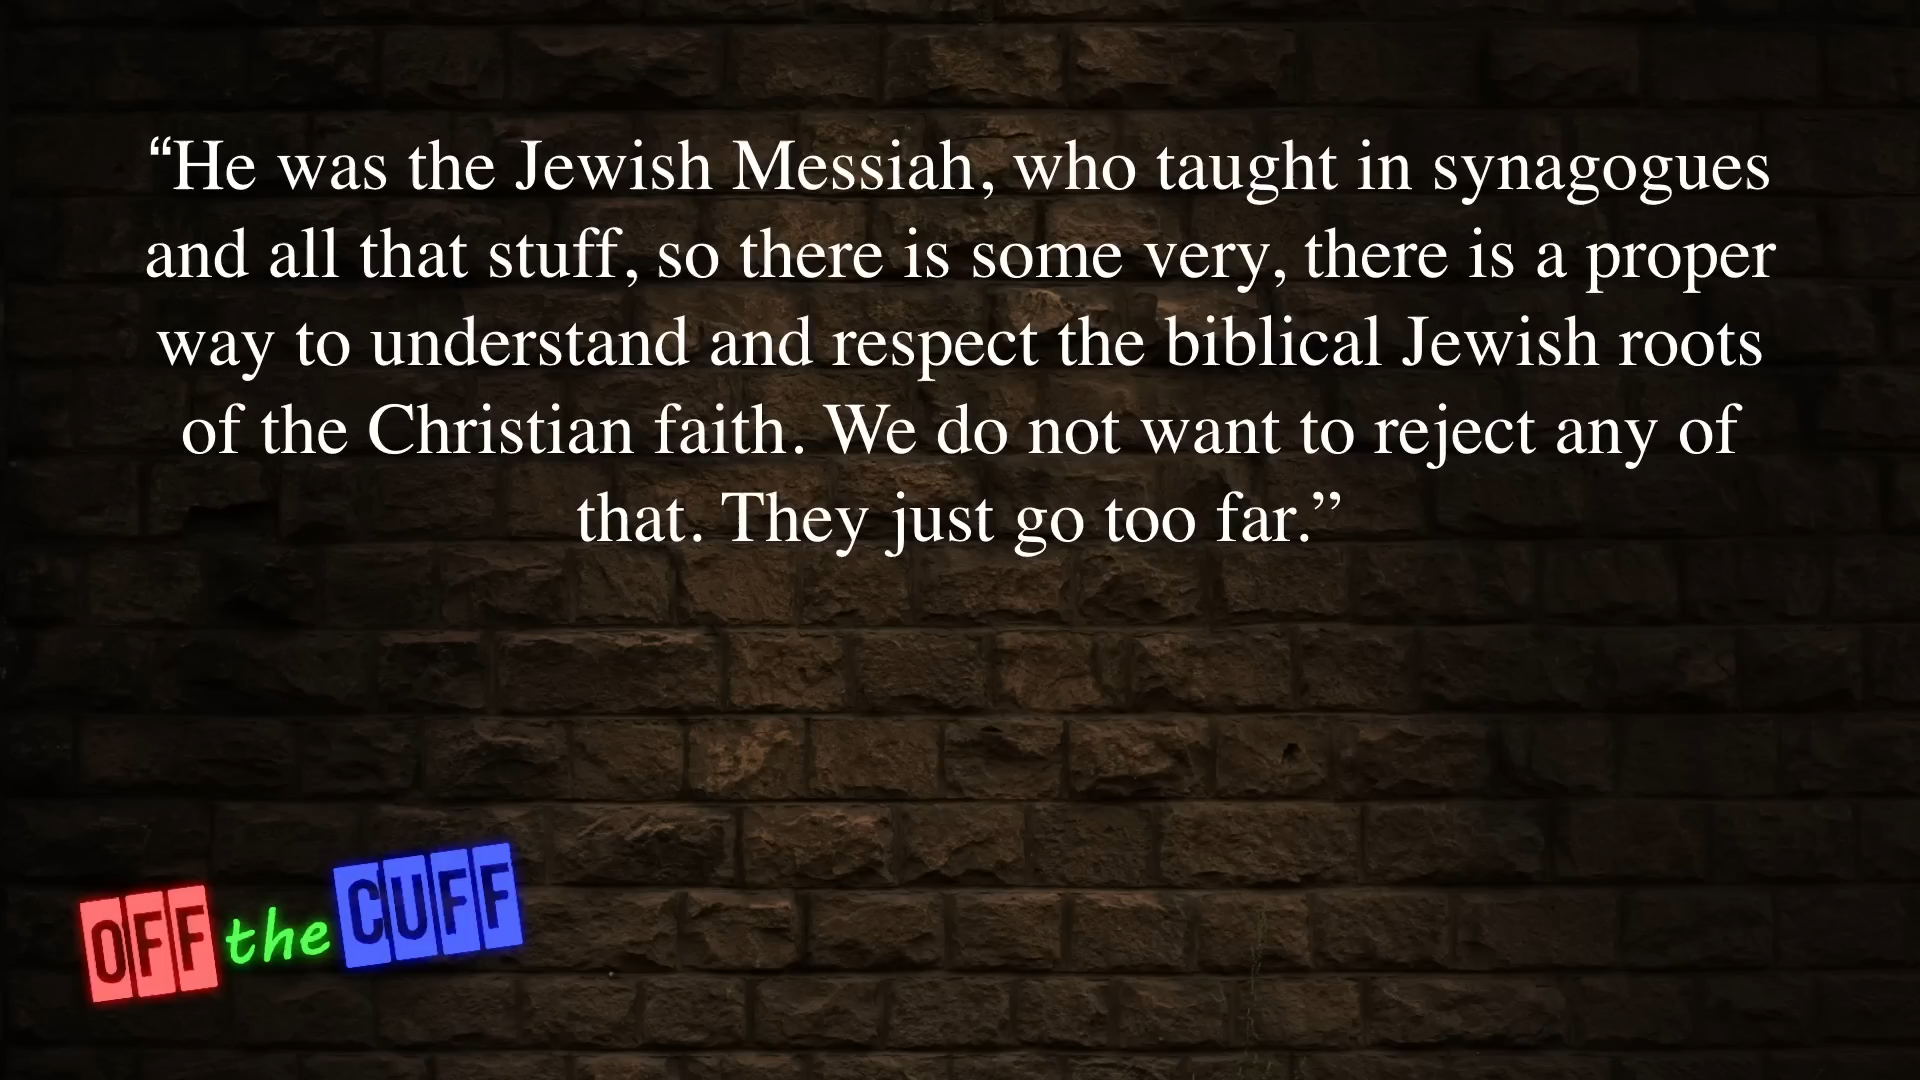 “He was the Jewish Messiah, who taught in synagogues
and all that stuff, so there is some very, there is a proper
way to understand and respect the biblical Jewish roots
of the Christian faith. We do not want to reject any of
that. They just go too far.”
OFF the CUFF